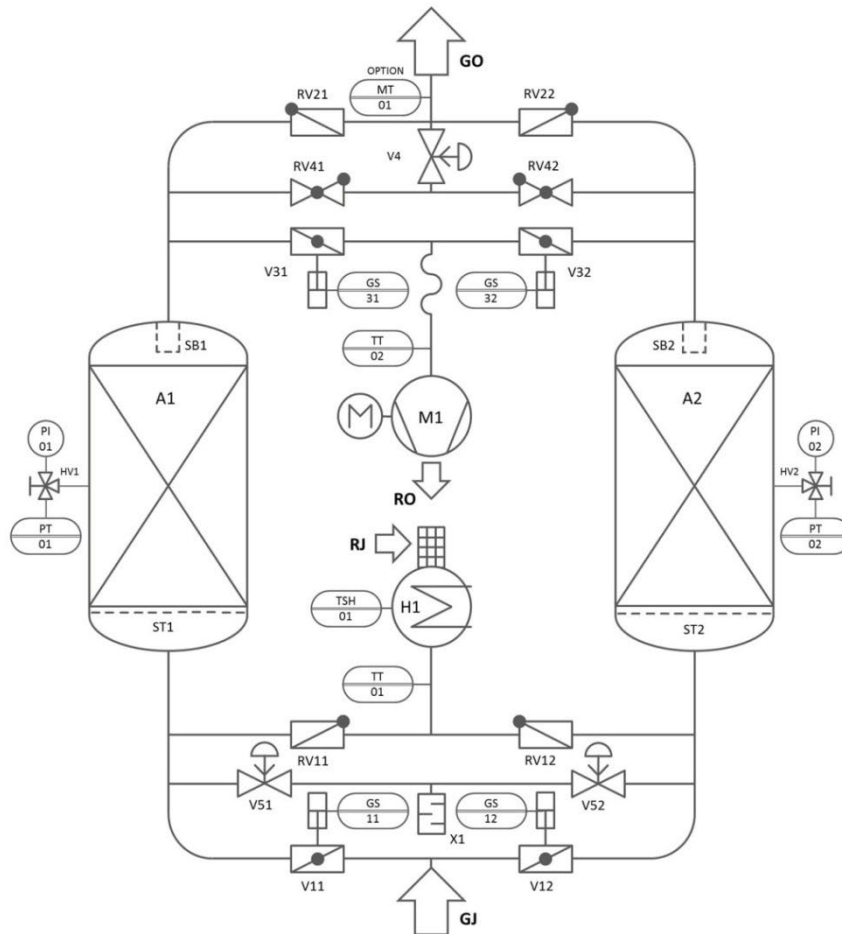 GO
OPTION
RV21
MT
01
RV22
V4
RV41
RV42
V31
GS
31
GS
32
V32
TT
02
SB1
SB2
A1
M
M1
A2
PI
01
PI
02
HV1
HV2
RO
PT
01
PT
02
RJ
TSH
01
H1
ST1
ST2
TT
01
RV11
RV12
V51
GS
11
GS
12
V52
X1
V11
V12
GJ